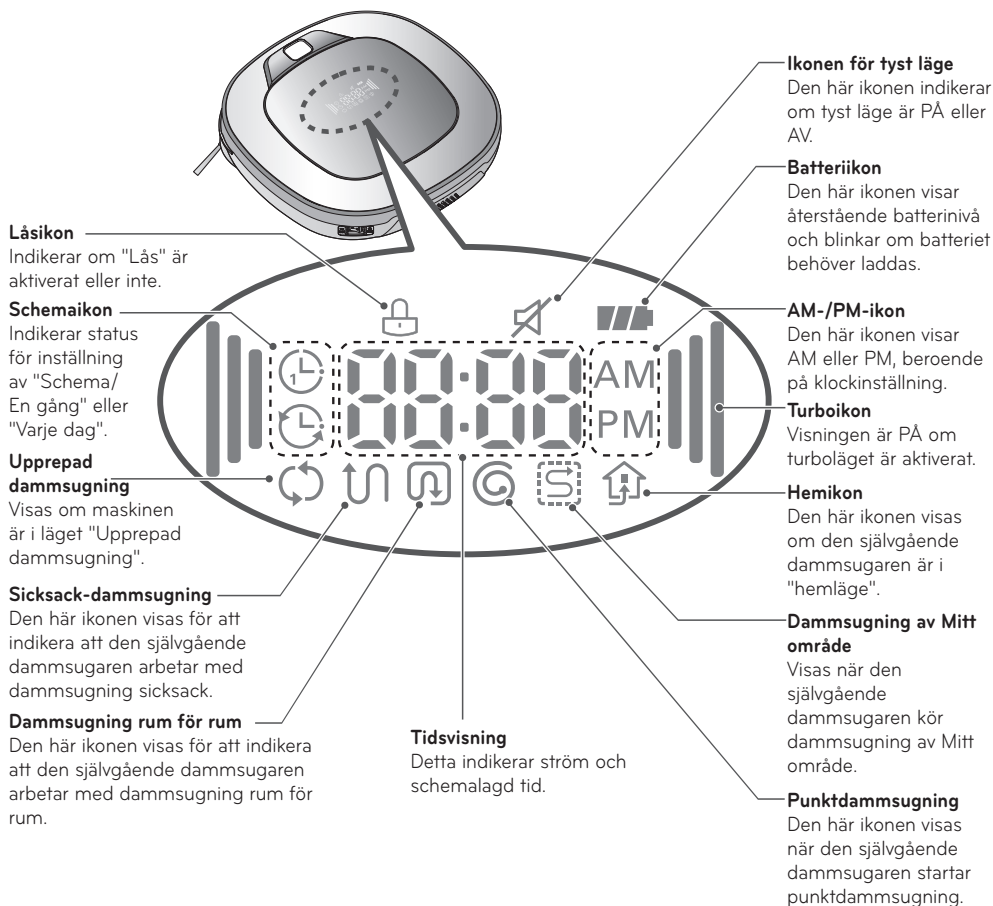 Låsikon
Indikerar om "Lås" är
aktiverat eller inte.
Schemaikon
Indikerar status
för inställning
av "Schema/
En gång" eller
"Varje dag".
Upprepad
dammsugning
Visas om maskinen
är i läget "Upprepad
dammsugning".
Sicksack-dammsugning
Den här ikonen visas för att
indikera att den självgående
dammsugaren arbetar med
dammsugning sicksack.
Dammsugning rum för rum
Den här ikonen visas för att indikera
att den självgående dammsugaren
arbetar med dammsugning rum för
rum.
1
88:88
AM
PM
Tidsvisning
Detta indikerar ström och
schemalagd tid.
Ikonen för tyst läge
Den här ikonen indikerar
om tyst läge är PÅ eller
AV.
Batteriikon
Den här ikonen visar
återstående batterinivå
och blinkar om batteriet
behöver laddas.
AM-/PM-ikon
Den här ikonen visar
AM eller PM, beroende
på klockinställning.
Turboikon
Visningen är PÅ om
turboläget är aktiverat.
Hemikon
Den här ikonen visas
om den självgående
dammsugaren är i
"hemläge".
Dammsugning av Mitt
område
Visas när den
självgående
dammsugaren kör
dammsugning av Mitt
område.
Punktdammsugning
Den här ikonen visas
när den självgående
dammsugaren startar
punktdammsugning.